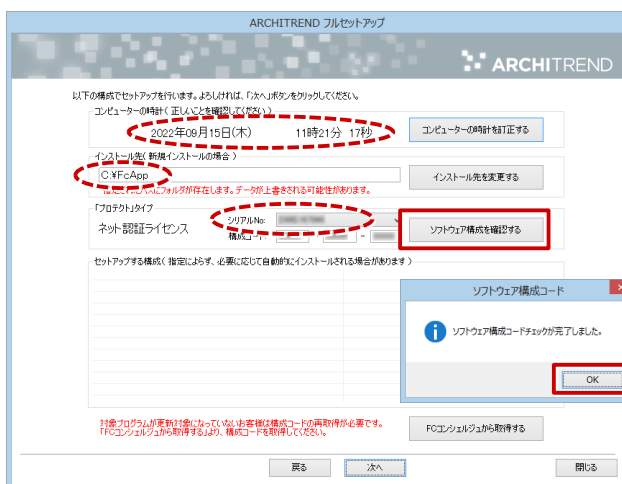 ARCHITREND フルセットアップ
ARCHITREND
以下の構成でセットアップを行います。よろしければ、「次へ」ボタンをクリックしてください。
コンピューターの時計( 正しいことを確認してください )
2022年09月15日(木) 11時21分 17秒
コンピューターの時計を訂正する
インストール先( 新規インストールの場合 )
C:¥FcApp
インストール先を変更する
指定されたパスにフォルダが存在します。データが上書きされる可能性があります。
「プロテクト」タイプ
ネット認証ライセンス
シリアルNo:
構成コード:
- -
ソフトウェア構成を確認する
セットアップする構成( 指定によらず、必要に応じて自動的にインストールされる場合があります )
ソフトウェア構成コード
ソフトウェア構成コードチェックが完了しました。
OK
対象プログラムが更新対象になっていないお客様は構成コードの再取得が必要です。
「FCコンシェルジュから取得する」より、構成コードを取得してください。
FCコンシェルジュから取得する
戻る 次へ 閉じる